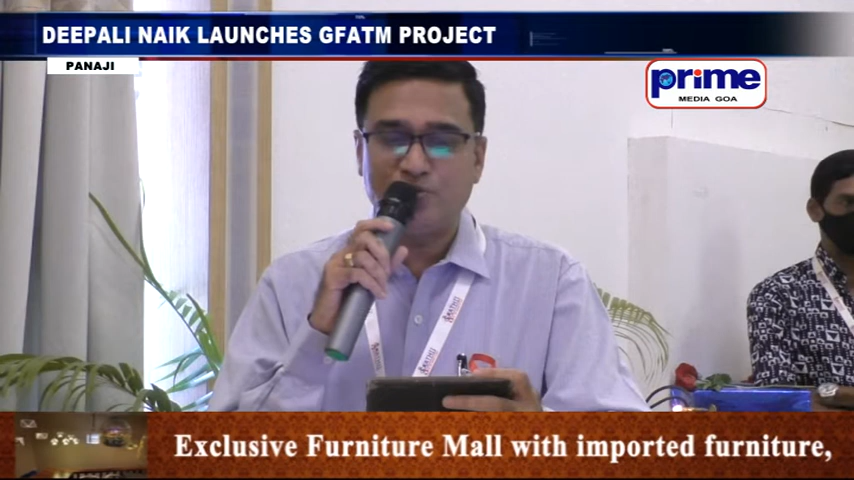 DEEPALI NAIK LAUNCHES GFATM PROJECT
PANAJI
prime
MEDIA GOA
Exclusive Furniture Mall with imported furniture,